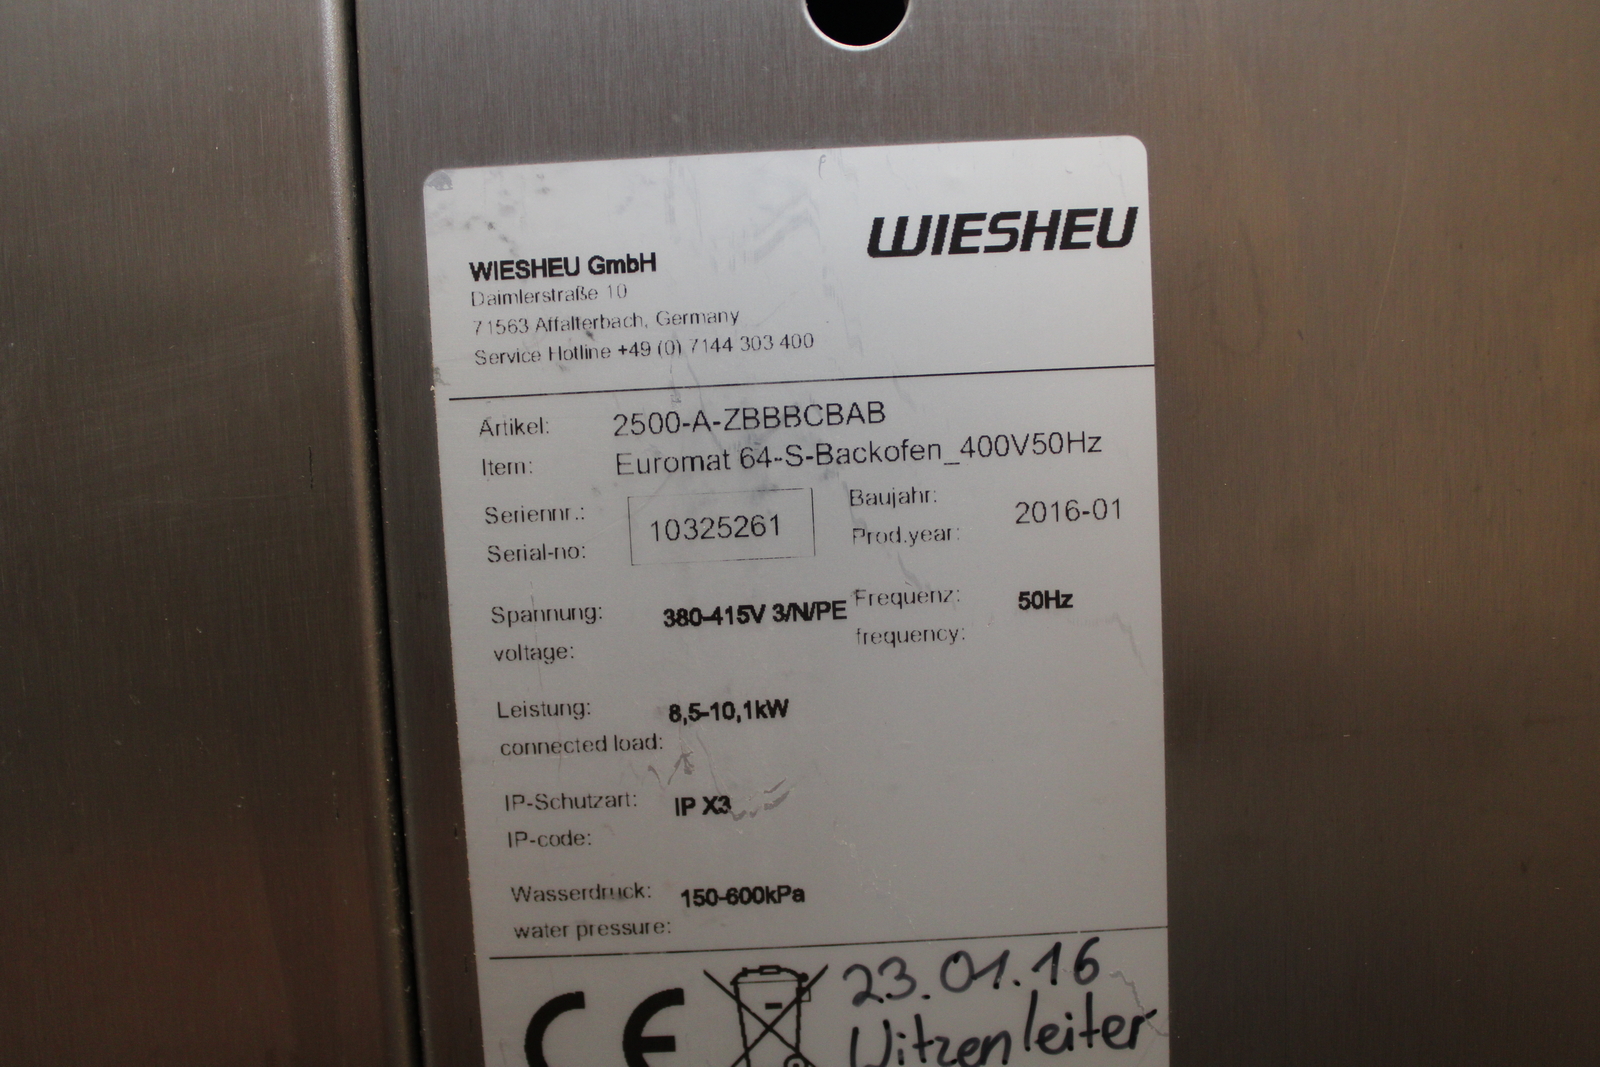 WIESHEU
WIESHEU GmbH
Daimlerstraße 10
71563 Affalterbach, Germany
Service Hotline +49 (0) 7144 303 400
Artikel: 2500-A-ZBBBCBAB
Item: Euromat 64-S-Backofen_400V50Hz
Seriennr.: Baujahr:
10325261 2016-01
Serial-no: Prod.year:
Spannung: 380-415V 3/N/PE Frequenz: 50Hz
voltage: frequency:
Leistung: 8,5-10,1kW
connected load:
IP-Schutzart: IP X3
IP-code:
Wasserdruck: 150-600kPa
water pressure:
CE 23.01.16
Witzenleiter